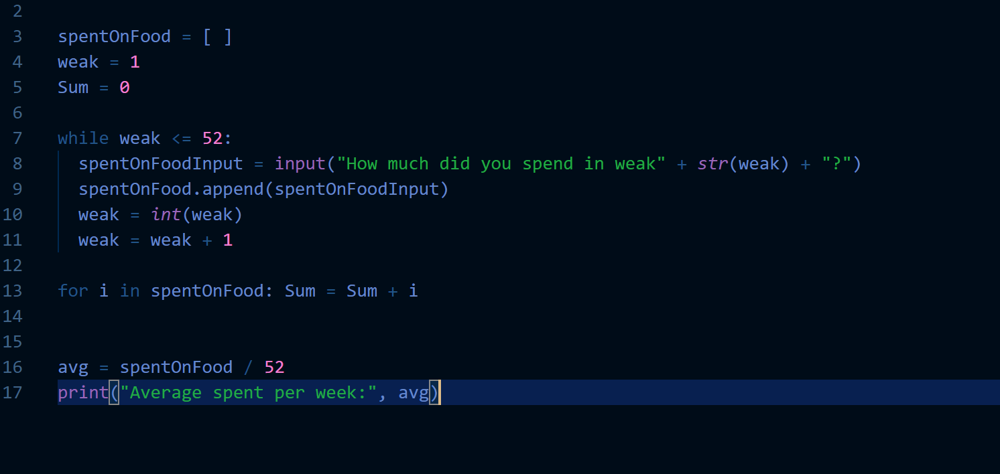 2
3 spentOnFood = [ ]
4 weak = 1
5 Sum = 0
6
7 while weak <= 52:
8 spentOnFoodInput = input("How much did you spend in weak" + str(weak) + "?")
9 spentOnFood.append(spentOnFoodInput)
10 weak = int(weak)
11 weak = weak + 1
12
13 for i in spentOnFood: Sum = Sum + i
14
15
16 avg = spentOnFood / 52
17 print("Average spent per week:", avg)